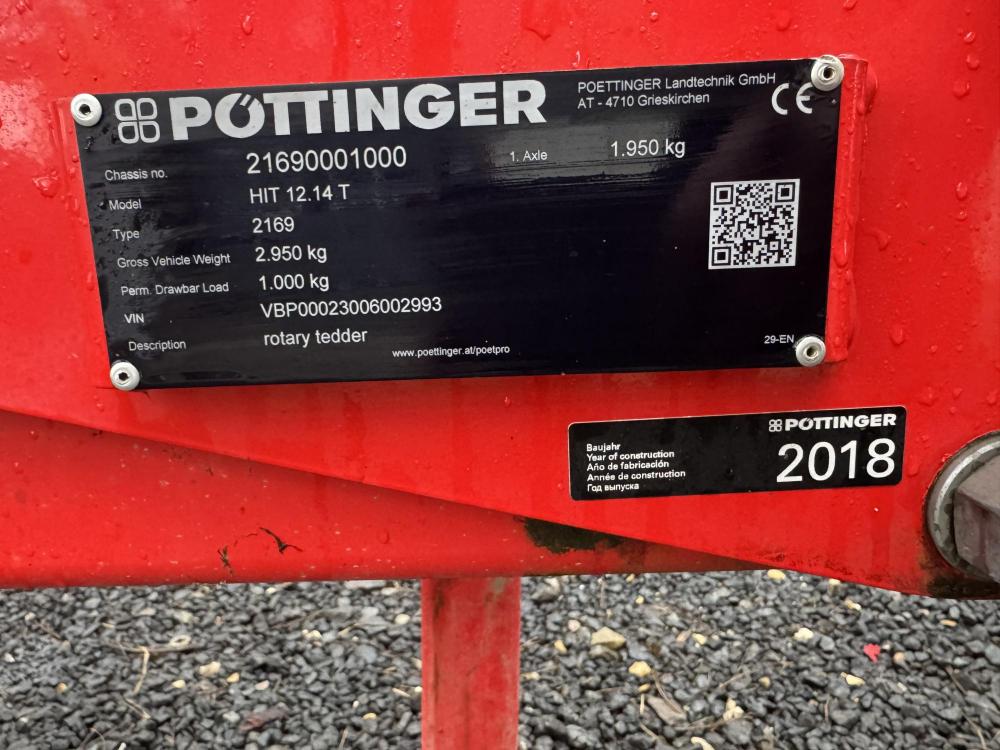 PÖTTINGER
POETTINGER Landtechnik GmbH
AT - 4710 Grieskirchen
CE
Chassis no. 21690001000 1. Axle 1.950 kg
Model HIT 12.14 T
Type 2169
Gross Vehicle Weight 2.950 kg
Perm. Drawbar Load 1.000 kg
VIN VBP00023006002993
Description rotary tedder
www.poettinger.at/poetpro
29-EN
PÖTTINGER
Baujahr
Year of construction
Año de fabricación
Année de construction
Год выпуска
2018